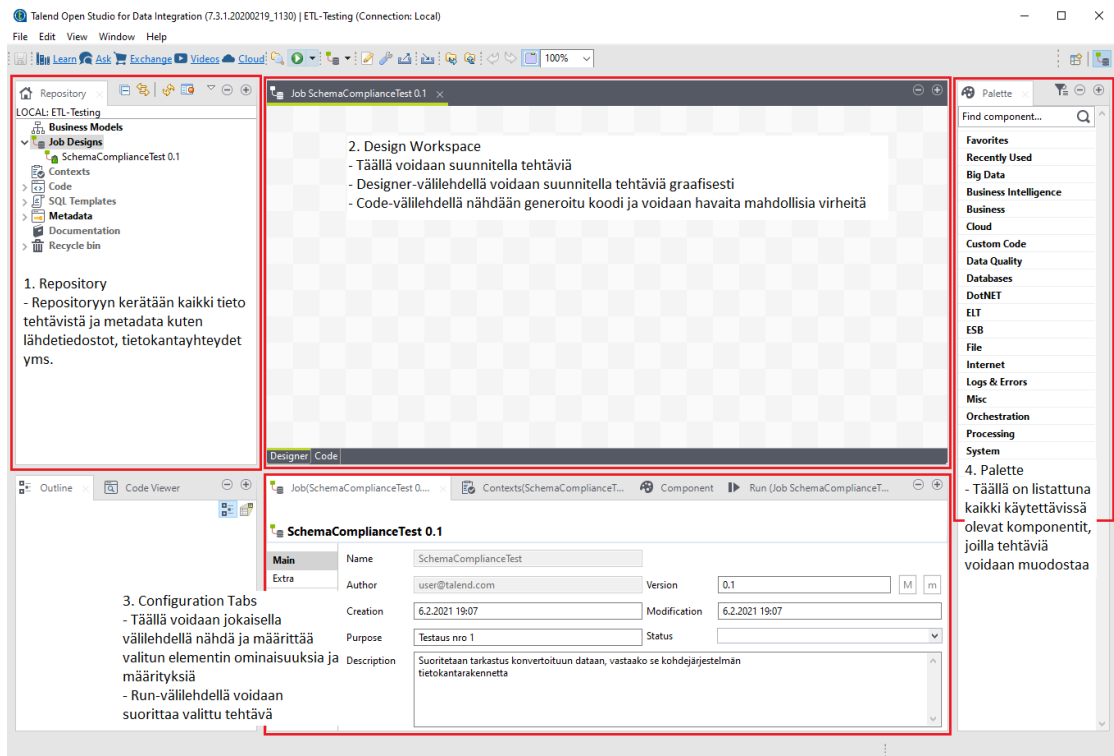 Talend Open Studio for Data Integration (7.3.1.20200219_1130) | ETL-Testing (Connection: Local)
File Edit View Window Help
Learn Ask Exchange Videos Cloud 100%
Repository
LOCAL: ETL-Testing
Business Models
Job Designs
SchemaComplianceTest 0.1
Contexts
Code
SQL Templates
Metadata
Documentation
Recycle bin
1. Repository
- Repositoryyn kerätään kaikki tieto
tehtävistä ja metadata kuten
lähdetiedostot, tietokantayhteydet
yms.
Job SchemaComplianceTest 0.1
2. Design Workspace
- Täällä voidaan suunnitella tehtäviä
- Designer-välilehdellä voidaan suunnitella tehtäviä graafisesti
- Code-välilehdellä nähdään generoitu koodi ja voidaan havaita mahdollisia virheitä
Designer Code
Palette
Find component...
Favorites
Recently Used
Big Data
Business Intelligence
Business
Cloud
Custom Code
Data Quality
Databases
DotNET
ELT
ESB
File
Internet
Logs & Errors
Misc
Orchestration
Processing
System
4. Palette
- Täällä on listattuna
kaikki käytettävissä
olevat komponentit,
joilla tehtäviä
voidaan muodostaa
Outline Code Viewer
Job(SchemaComplianceTest 0.... Contexts(SchemaComplianceT... Component Run (Job SchemaComplianceT...
SchemaComplianceTest 0.1
Main
Extra
Name SchemaComplianceTest
Author user@talend.com Version 0.1 M m
Creation 6.2.2021 19:07 Modification 6.2.2021 19:07
Purpose Testaus nro 1 Status
Description Suoritetaan tarkastus konvertoituun dataan, vastaako se kohdejärjestelmän
tietokantarakennetta
3. Configuration Tabs
- Täällä voidaan jokaisella
välilehdellä nähdä ja määrittää
valitun elementin ominaisuuksia ja
määrityksiä
- Run-välilehdellä voidaan
suorittaa valittu tehtävä